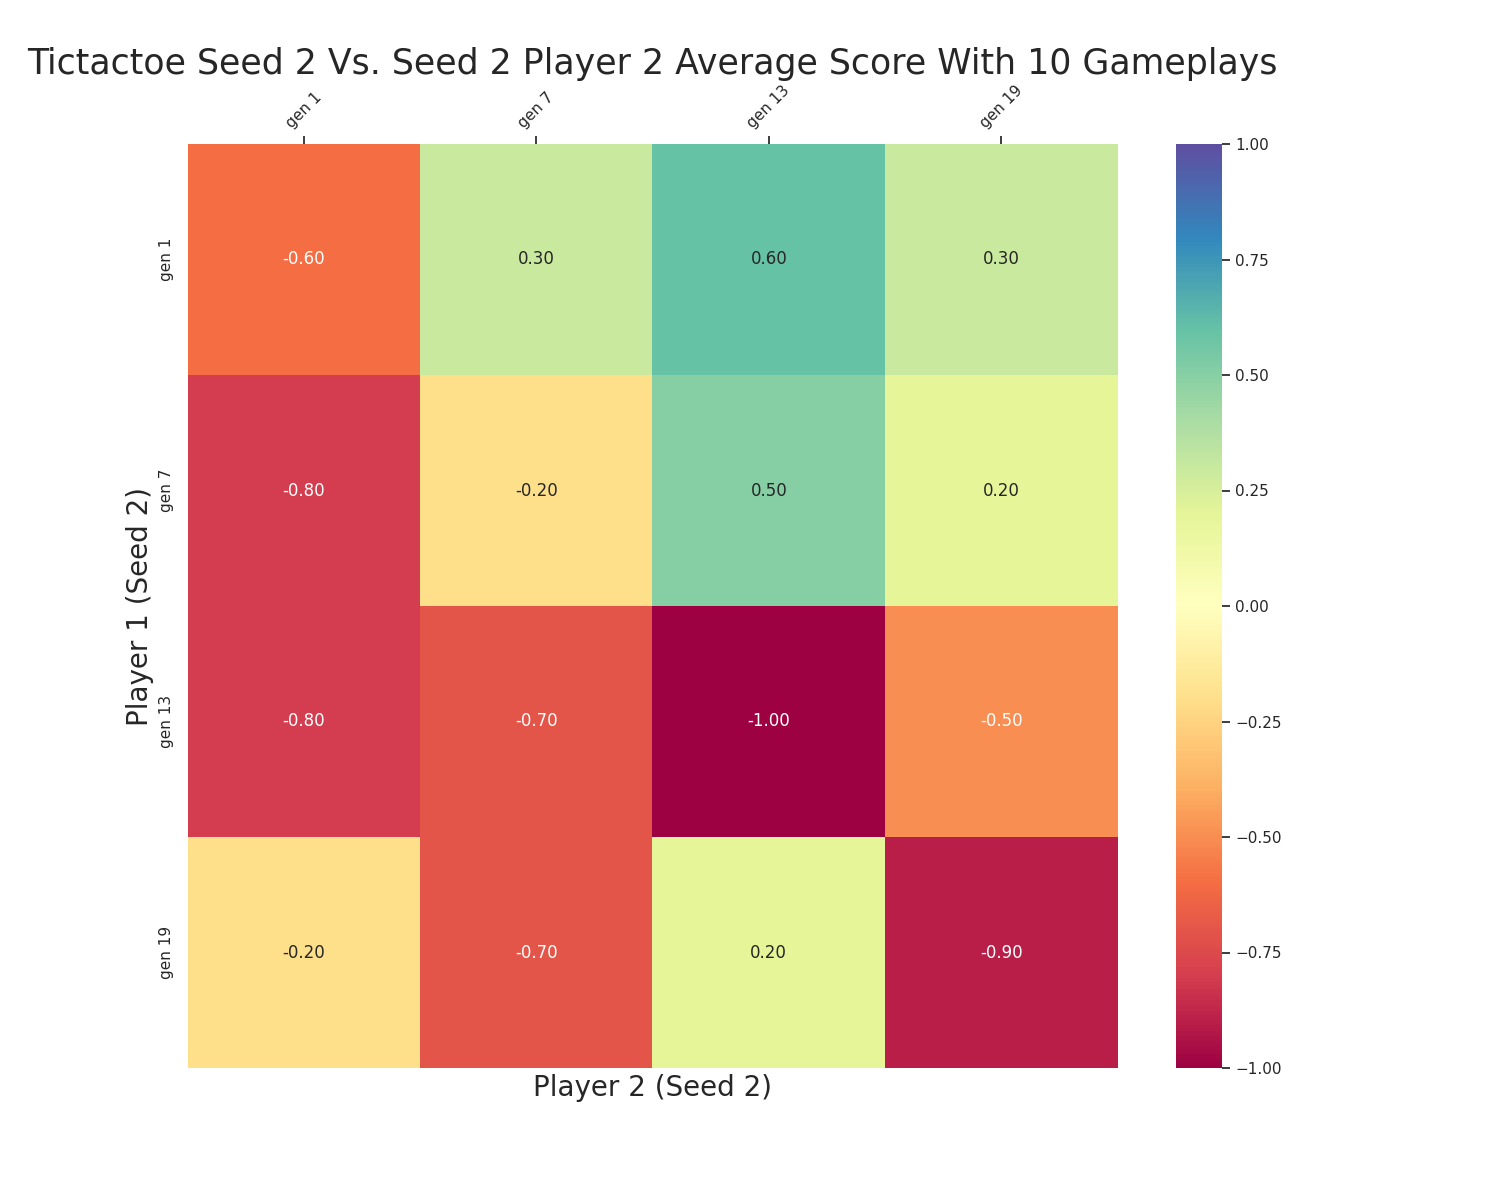 Tictactoe Seed 2 Vs. Seed 2 Player 2 Average Score With 10 Gameplays
gen 1 gen 7 gen 13 gen 19
Player 1 (Seed 2)
gen 1 -0.60 0.30 0.60 0.30
gen 7 -0.80 -0.20 0.50 0.20
gen 13 -0.80 -0.70 -1.00 -0.50
gen 19 -0.20 -0.70 0.20 -0.90
Player 2 (Seed 2)
1.00
0.75
0.50
0.25
0.00
−0.25
−0.50
−0.75
−1.00